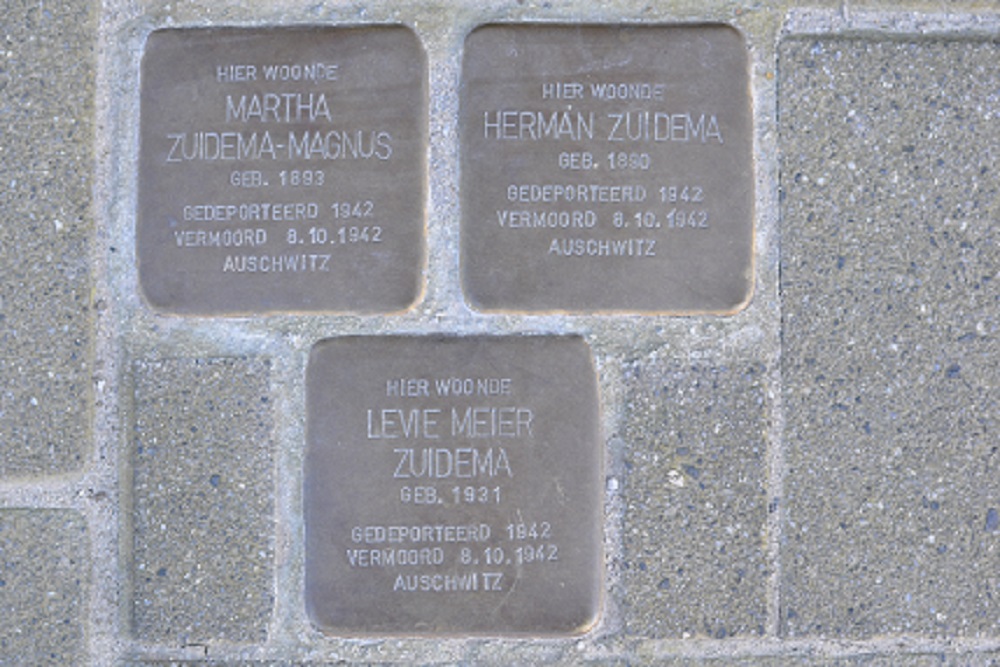 HIER WOONDE
MARTHA
ZUIDEMA-MAGNUS
GEB. 1893
GEDEPORTEERD 1942
VERMOORD 8.10.1942
AUSCHWITZ
HIER WOONDE
HERMAN ZUIDEMA
GEB. 1890
GEDEPORTEERD 1942
VERMOORD 8.10.1942
AUSCHWITZ
HIER WOONDE
LEVIE MEIER
ZUIDEMA
GEB. 1931
GEDEPORTEERD 1942
VERMOORD 8.10.1942
AUSCHWITZ